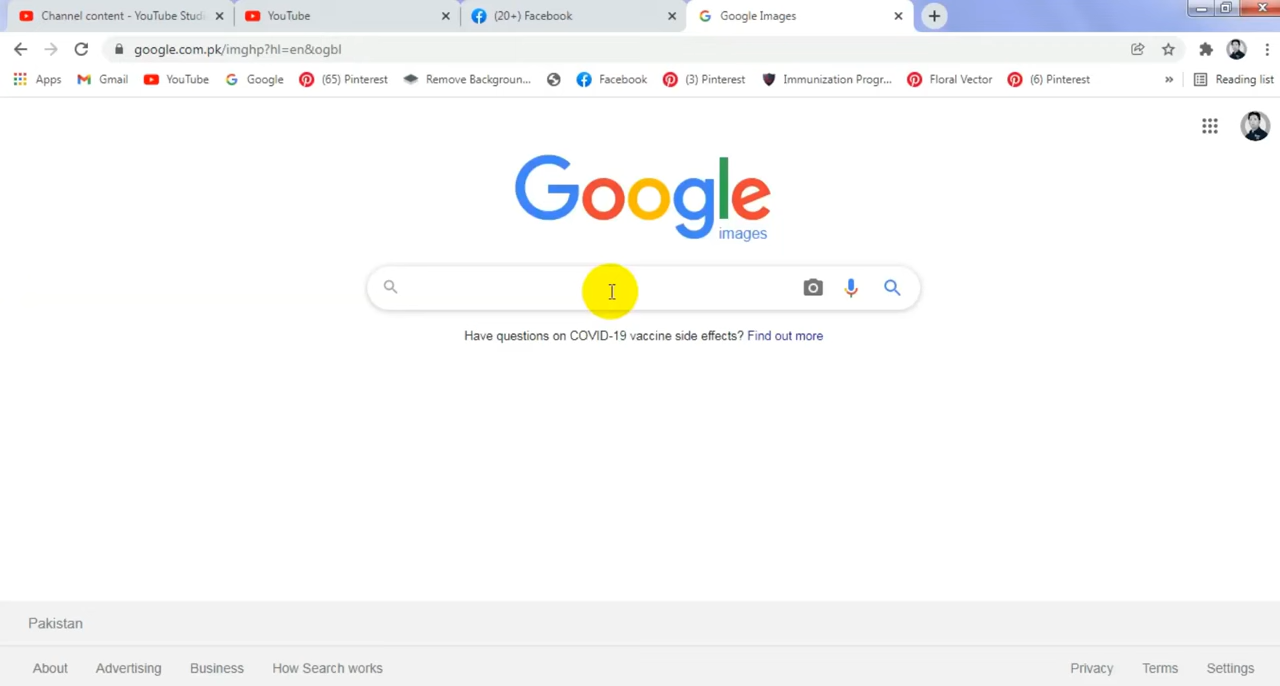 Channel content - YouTube Studi
YouTube
(20+) Facebook
Google Images
google.com.pk/imghp?hl=en&ogbl
Apps Gmail YouTube Google (65) Pinterest Remove Backgroun... Facebook (3) Pinterest Immunization Progr... Floral Vector (6) Pinterest » Reading list
Google
images
Have questions on COVID-19 vaccine side effects? Find out more
Pakistan
About Advertising Business How Search works Privacy Terms Settings